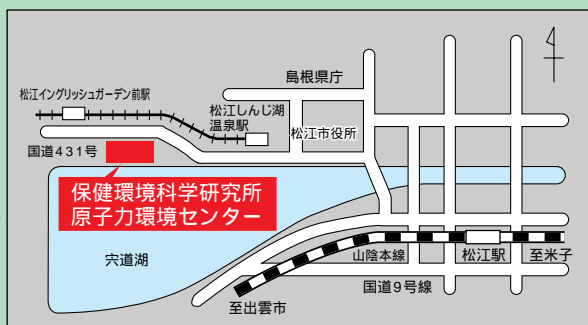 島根県庁
松江イングリッシュガーデン前駅
松江しんじ湖
温泉駅
松江市役所
国道431号
保健環境科学研究所
原子力環境センター
宍道湖
山陰本線
松江駅
至米子
国道9号線
至出雲市